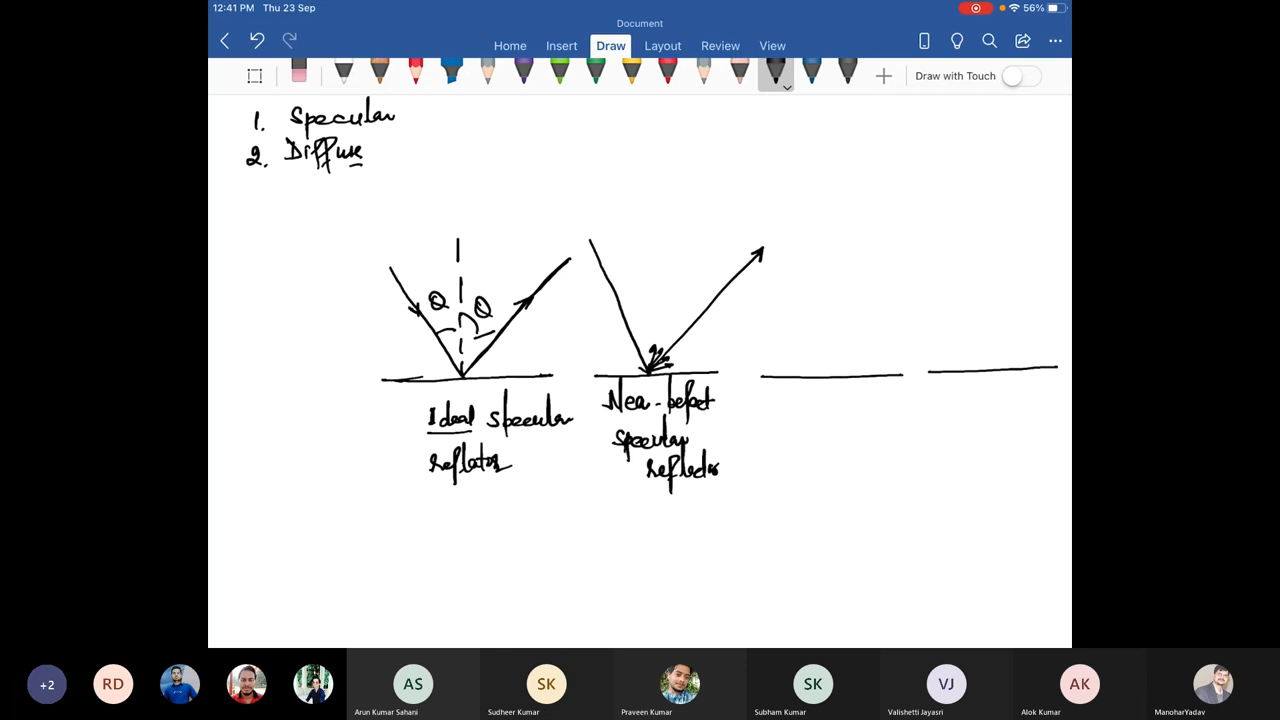 12:41 PM Thu 23 Sep
56%
Document
Home Insert Draw Layout Review View
Draw with Touch
1. Specular
2. Diffuse
θ θ
Ideal specular
reflator
Near-befect
specular
reflector
+2 RD AS SK SK VJ AK
Arun Kumar Sahani Sudheer Kumar Praveen Kumar Subham Kumar Valishetti Jayasri Alok Kumar ManoharYadav